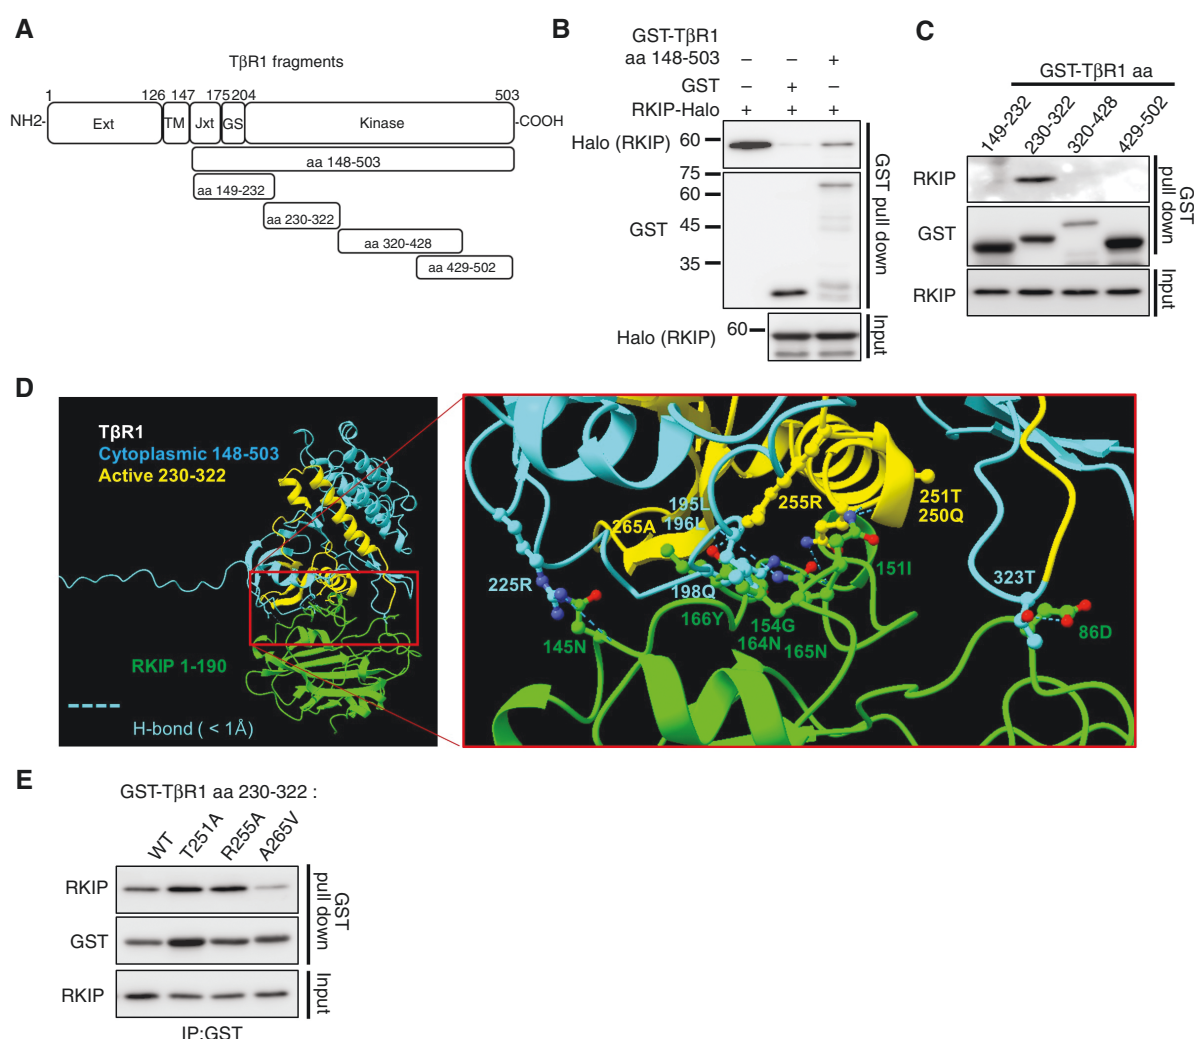 A
TβR1 fragments
1 126 147 175 204 503
NH2- Ext TM Jxt GS Kinase -COOH
aa 148-503
aa 149-232
aa 230-322
aa 320-428
aa 429-502
B
GST-TβR1
aa 148-503 – – +
GST – + –
RKIP-Halo + + +
Halo (RKIP) 60
75
60
GST 45
35
GST pull down
Halo (RKIP) 60
Input
C
GST-TβR1 aa
149-232 230-322 320-428 429-502
RKIP
GST
GST
pull down
RKIP
Input
D
TβR1
Cytoplasmic 148-503
Active 230-322
RKIP 1-190
H-bond ( < 1Å)
195L
196L
265A
255R
251T
250Q
225R
198Q
166Y
154G
164N
165N
151I
145N
323T
86D
E
GST-TβR1 aa 230-322 :
WT T251A R255A A265V
RKIP
GST
GST
pull down
RKIP
Input
IP:GST